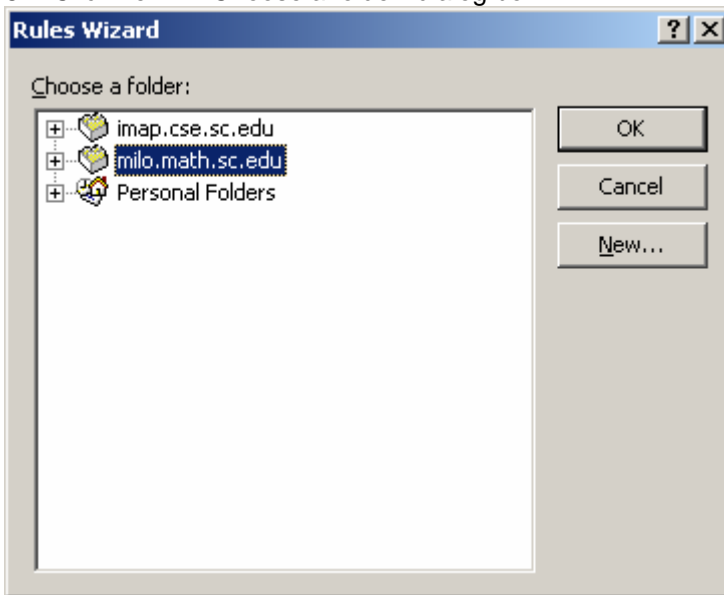 Rules Wizard
Choose a folder:
imap.cse.sc.edu
milo.math.sc.edu
Personal Folders
OK
Cancel
New...